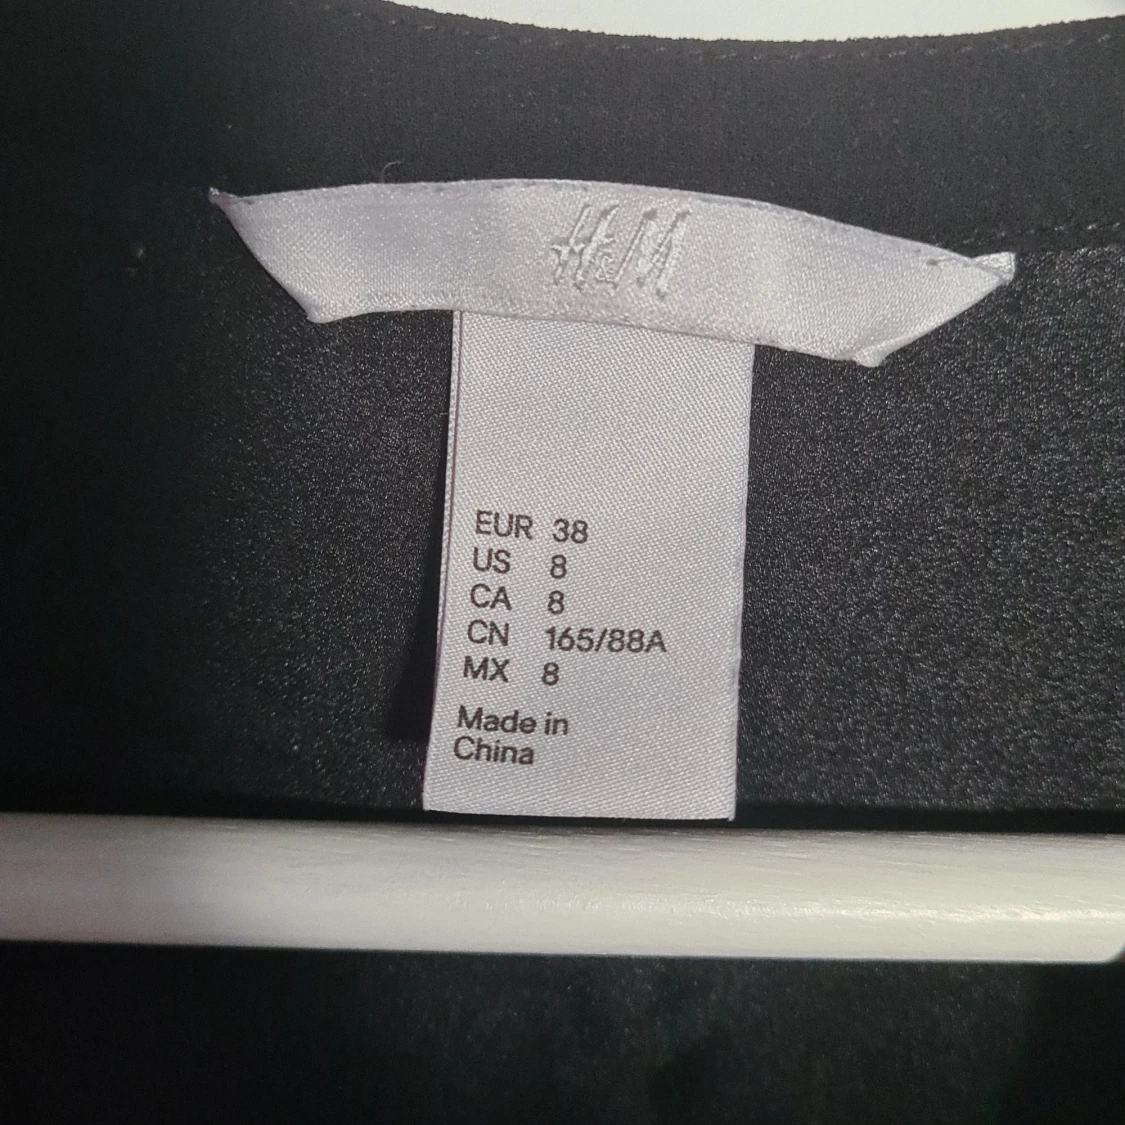 H&M
EUR 38
US 8
CA 8
CN 165/88A
MX 8
Made in
China